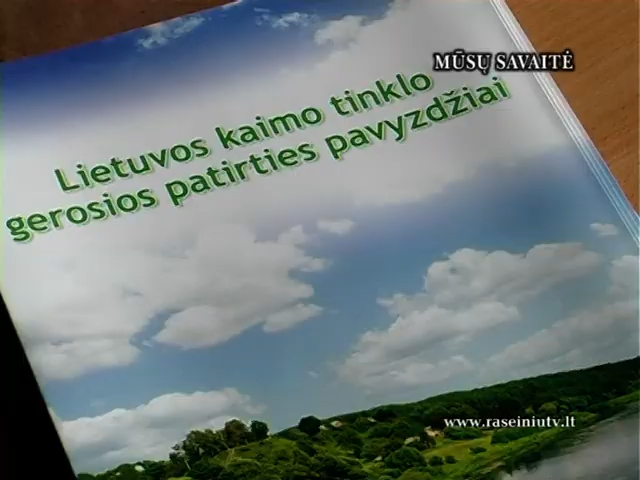 MŪSŲ SAVAITĖ
Lietuvos kaimo tinklo
gerosios patirties pavyzdžiai
www.raseiniutv.lt